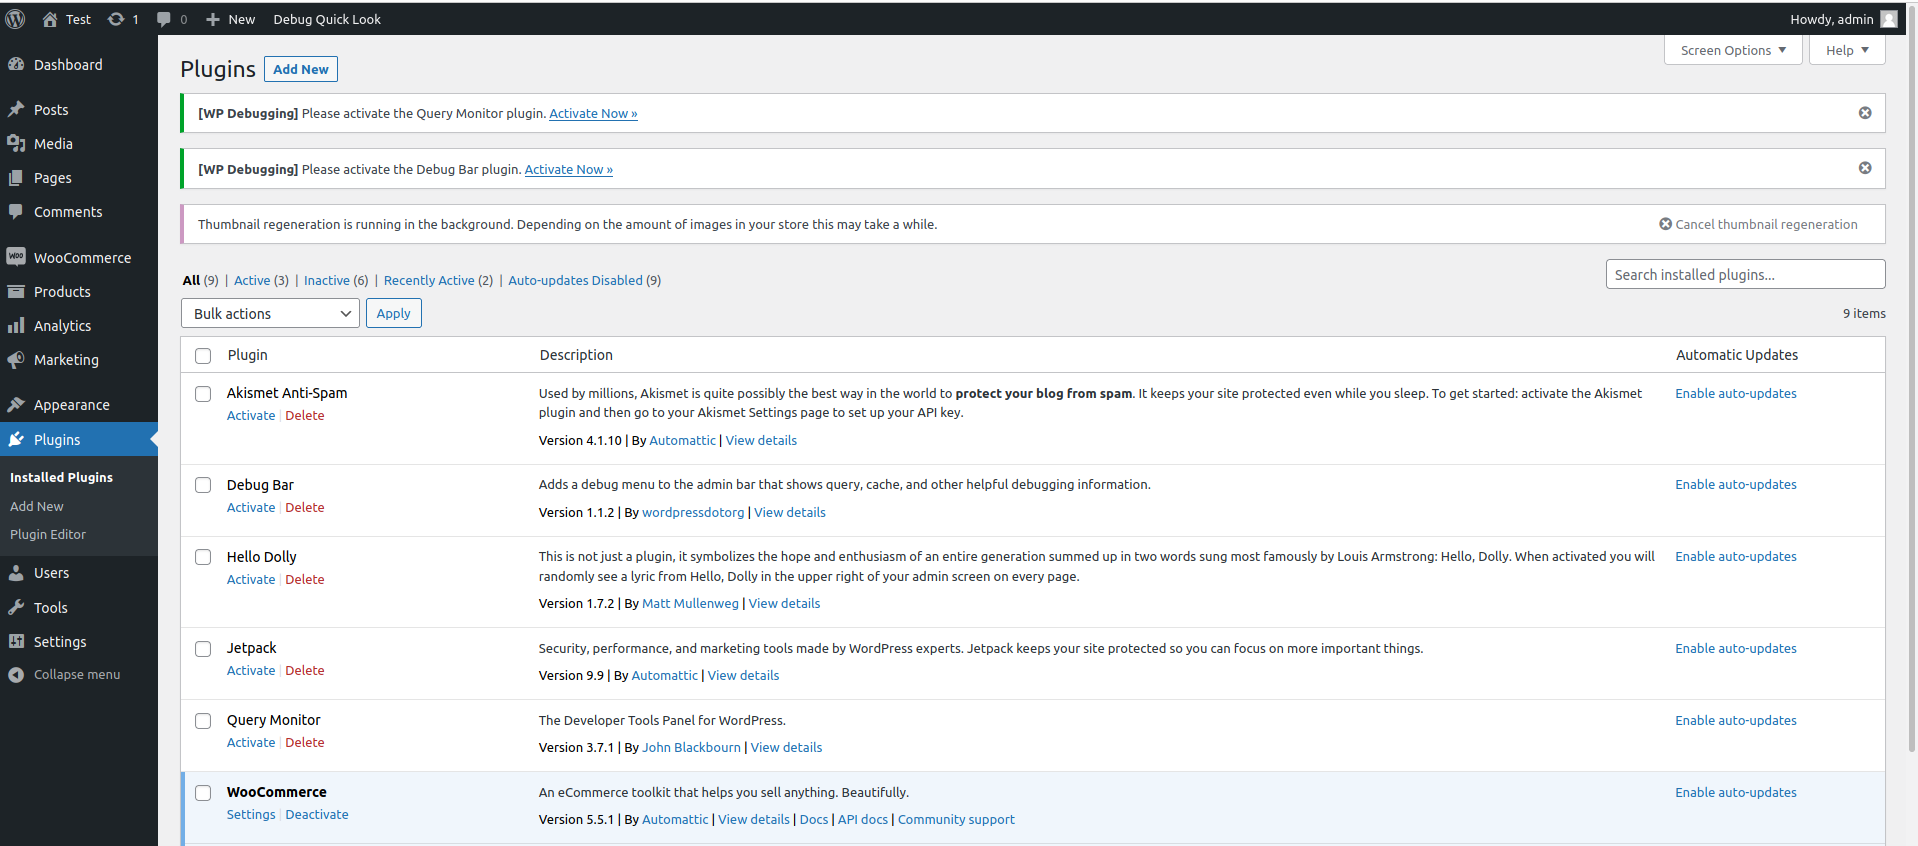 Test 1 0 New Debug Quick Look Howdy, admin
Screen Options Help
Dashboard
Posts
Media
Pages
Comments
WooCommerce
Products
Analytics
Marketing
Appearance
Plugins
Installed Plugins
Add New
Plugin Editor
Users
Tools
Settings
Collapse menu
Plugins Add New
[WP Debugging] Please activate the Query Monitor plugin. Activate Now »
[WP Debugging] Please activate the Debug Bar plugin. Activate Now »
Thumbnail regeneration is running in the background. Depending on the amount of images in your store this may take a while. Cancel thumbnail regeneration
All (9) | Active (3) | Inactive (6) | Recently Active (2) | Auto-updates Disabled (9)
Search installed plugins...
Bulk actions Apply 9 items
Plugin Description Automatic Updates
Akismet Anti-Spam
Activate | Delete
Used by millions, Akismet is quite possibly the best way in the world to protect your blog from spam. It keeps your site protected even while you sleep. To get started: activate the Akismet
plugin and then go to your Akismet Settings page to set up your API key.
Version 4.1.10 | By Automattic | View details
Enable auto-updates
Debug Bar
Activate | Delete
Adds a debug menu to the admin bar that shows query, cache, and other helpful debugging information.
Version 1.1.2 | By wordpressdotorg | View details
Enable auto-updates
Hello Dolly
Activate | Delete
This is not just a plugin, it symbolizes the hope and enthusiasm of an entire generation summed up in two words sung most famously by Louis Armstrong: Hello, Dolly. When activated you will
randomly see a lyric from Hello, Dolly in the upper right of your admin screen on every page.
Version 1.7.2 | By Matt Mullenweg | View details
Enable auto-updates
Jetpack
Activate | Delete
Security, performance, and marketing tools made by WordPress experts. Jetpack keeps your site protected so you can focus on more important things.
Version 9.9 | By Automattic | View details
Enable auto-updates
Query Monitor
Activate | Delete
The Developer Tools Panel for WordPress.
Version 3.7.1 | By John Blackbourn | View details
Enable auto-updates
WooCommerce
Settings | Deactivate
An eCommerce toolkit that helps you sell anything. Beautifully.
Version 5.5.1 | By Automattic | View details | Docs | API docs | Community support
Enable auto-updates